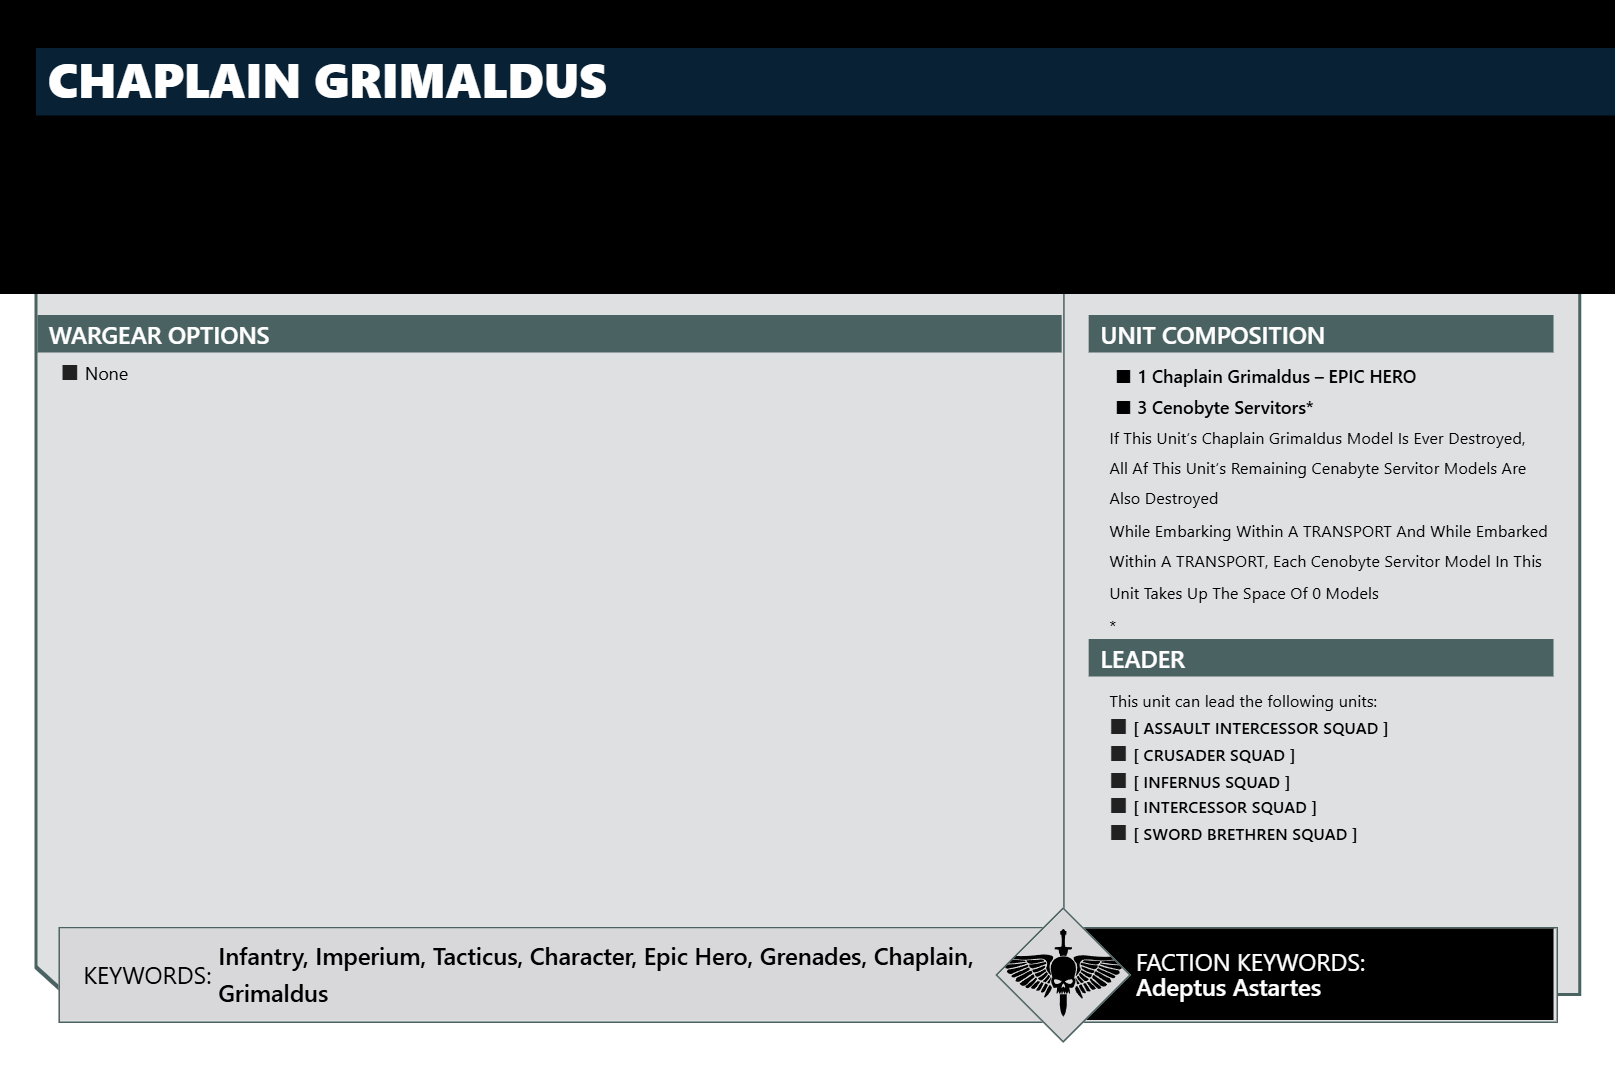 CHAPLAIN GRIMALDUS
WARGEAR OPTIONS
■ None
UNIT COMPOSITION
■ 1 Chaplain Grimaldus – EPIC HERO
■ 3 Cenobyte Servitors*
If This Unit’s Chaplain Grimaldus Model Is Ever Destroyed,
All Af This Unit’s Remaining Cenabyte Servitor Models Are
Also Destroyed
While Embarking Within A TRANSPORT And While Embarked
Within A TRANSPORT, Each Cenobyte Servitor Model In This
Unit Takes Up The Space Of 0 Models
*
LEADER
This unit can lead the following units:
■ [ ASSAULT INTERCESSOR SQUAD ]
■ [ CRUSADER SQUAD ]
■ [ INFERNUS SQUAD ]
■ [ INTERCESSOR SQUAD ]
■ [ SWORD BRETHREN SQUAD ]
KEYWORDS: Infantry, Imperium, Tacticus, Character, Epic Hero, Grenades, Chaplain,
Grimaldus
FACTION KEYWORDS:
Adeptus Astartes